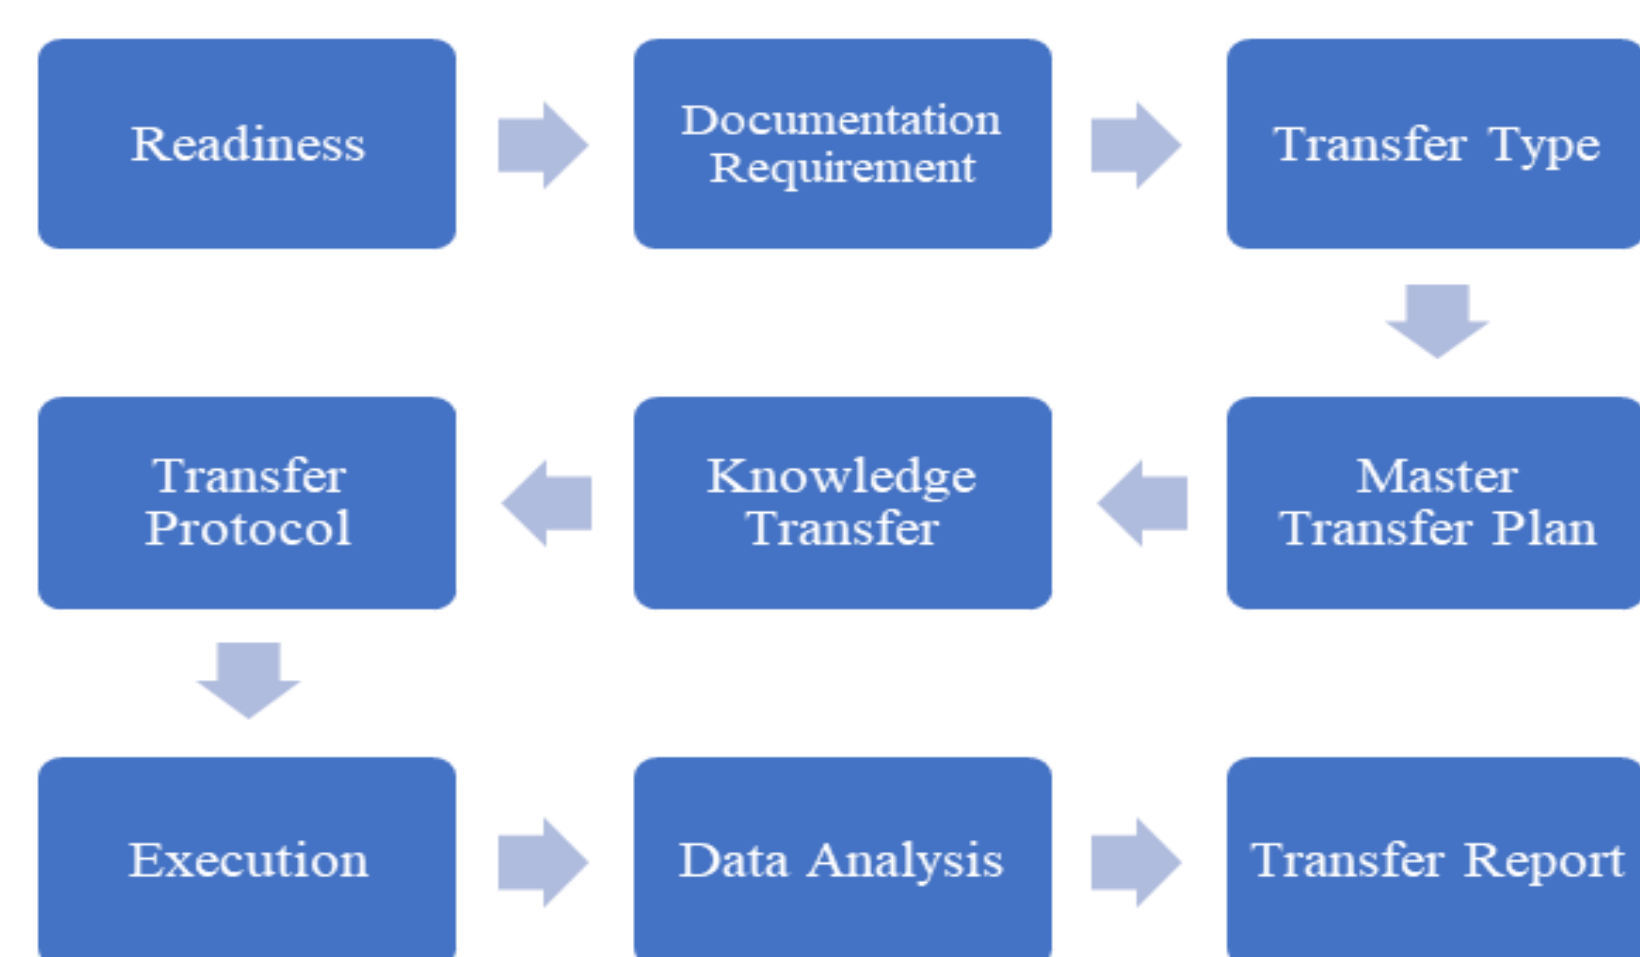 Readiness
Documentation
Requirement
Transfer Type
Master
Transfer Plan
Knowledge
Transfer
Transfer
Protocol
Execution
Data Analysis
Transfer Report